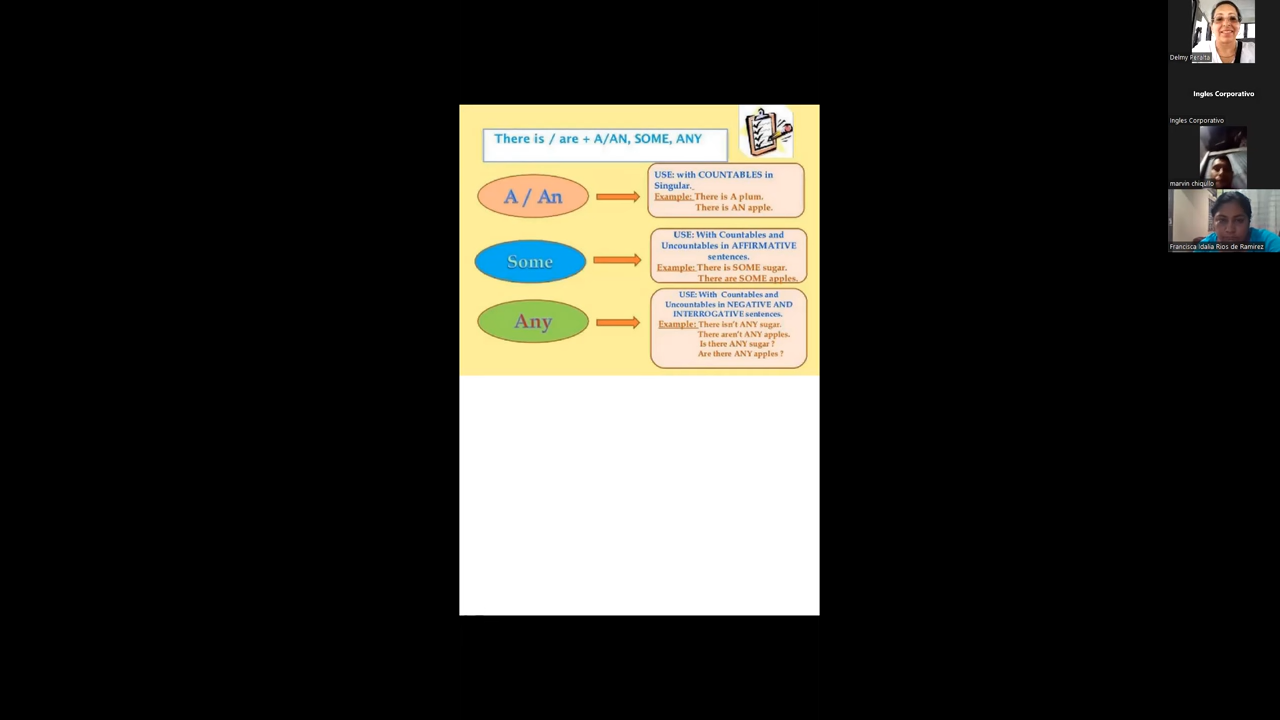 There is / are + A/AN, SOME, ANY
A / An
USE: with COUNTABLES in
Singular.
Example: There is A plum.
There is AN apple.
Some
USE: With Countables and
Uncountables in AFFIRMATIVE
sentences.
Example: There is SOME sugar.
There are SOME apples.
Any
USE: With Countables and
Uncountables in NEGATIVE AND
INTERROGATIVE sentences.
Example: There isn't ANY sugar.
There aren't ANY apples.
Is there ANY sugar ?
Are there ANY apples ?
Delmy Peralta
Ingles Corporativo
Ingles Corporativo
marvin chiqullo
Francisca Idalia Rios de Ramirez